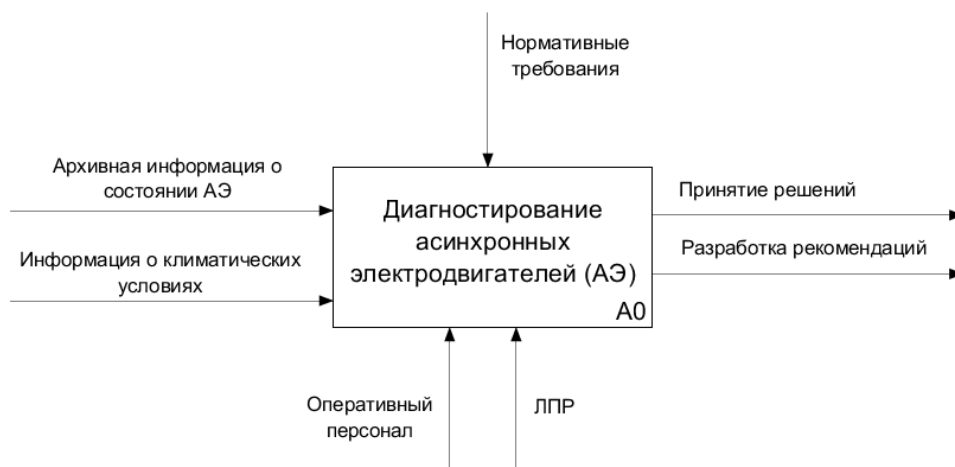 Нормативные
требования
Архивная информация о
состоянии АЭ
Информация о климатических
условиях
Диагностирование
асинхронных
электродвигателей (АЭ)
А0
Принятие решений
Разработка рекомендаций
Оперативный
персонал
ЛПР